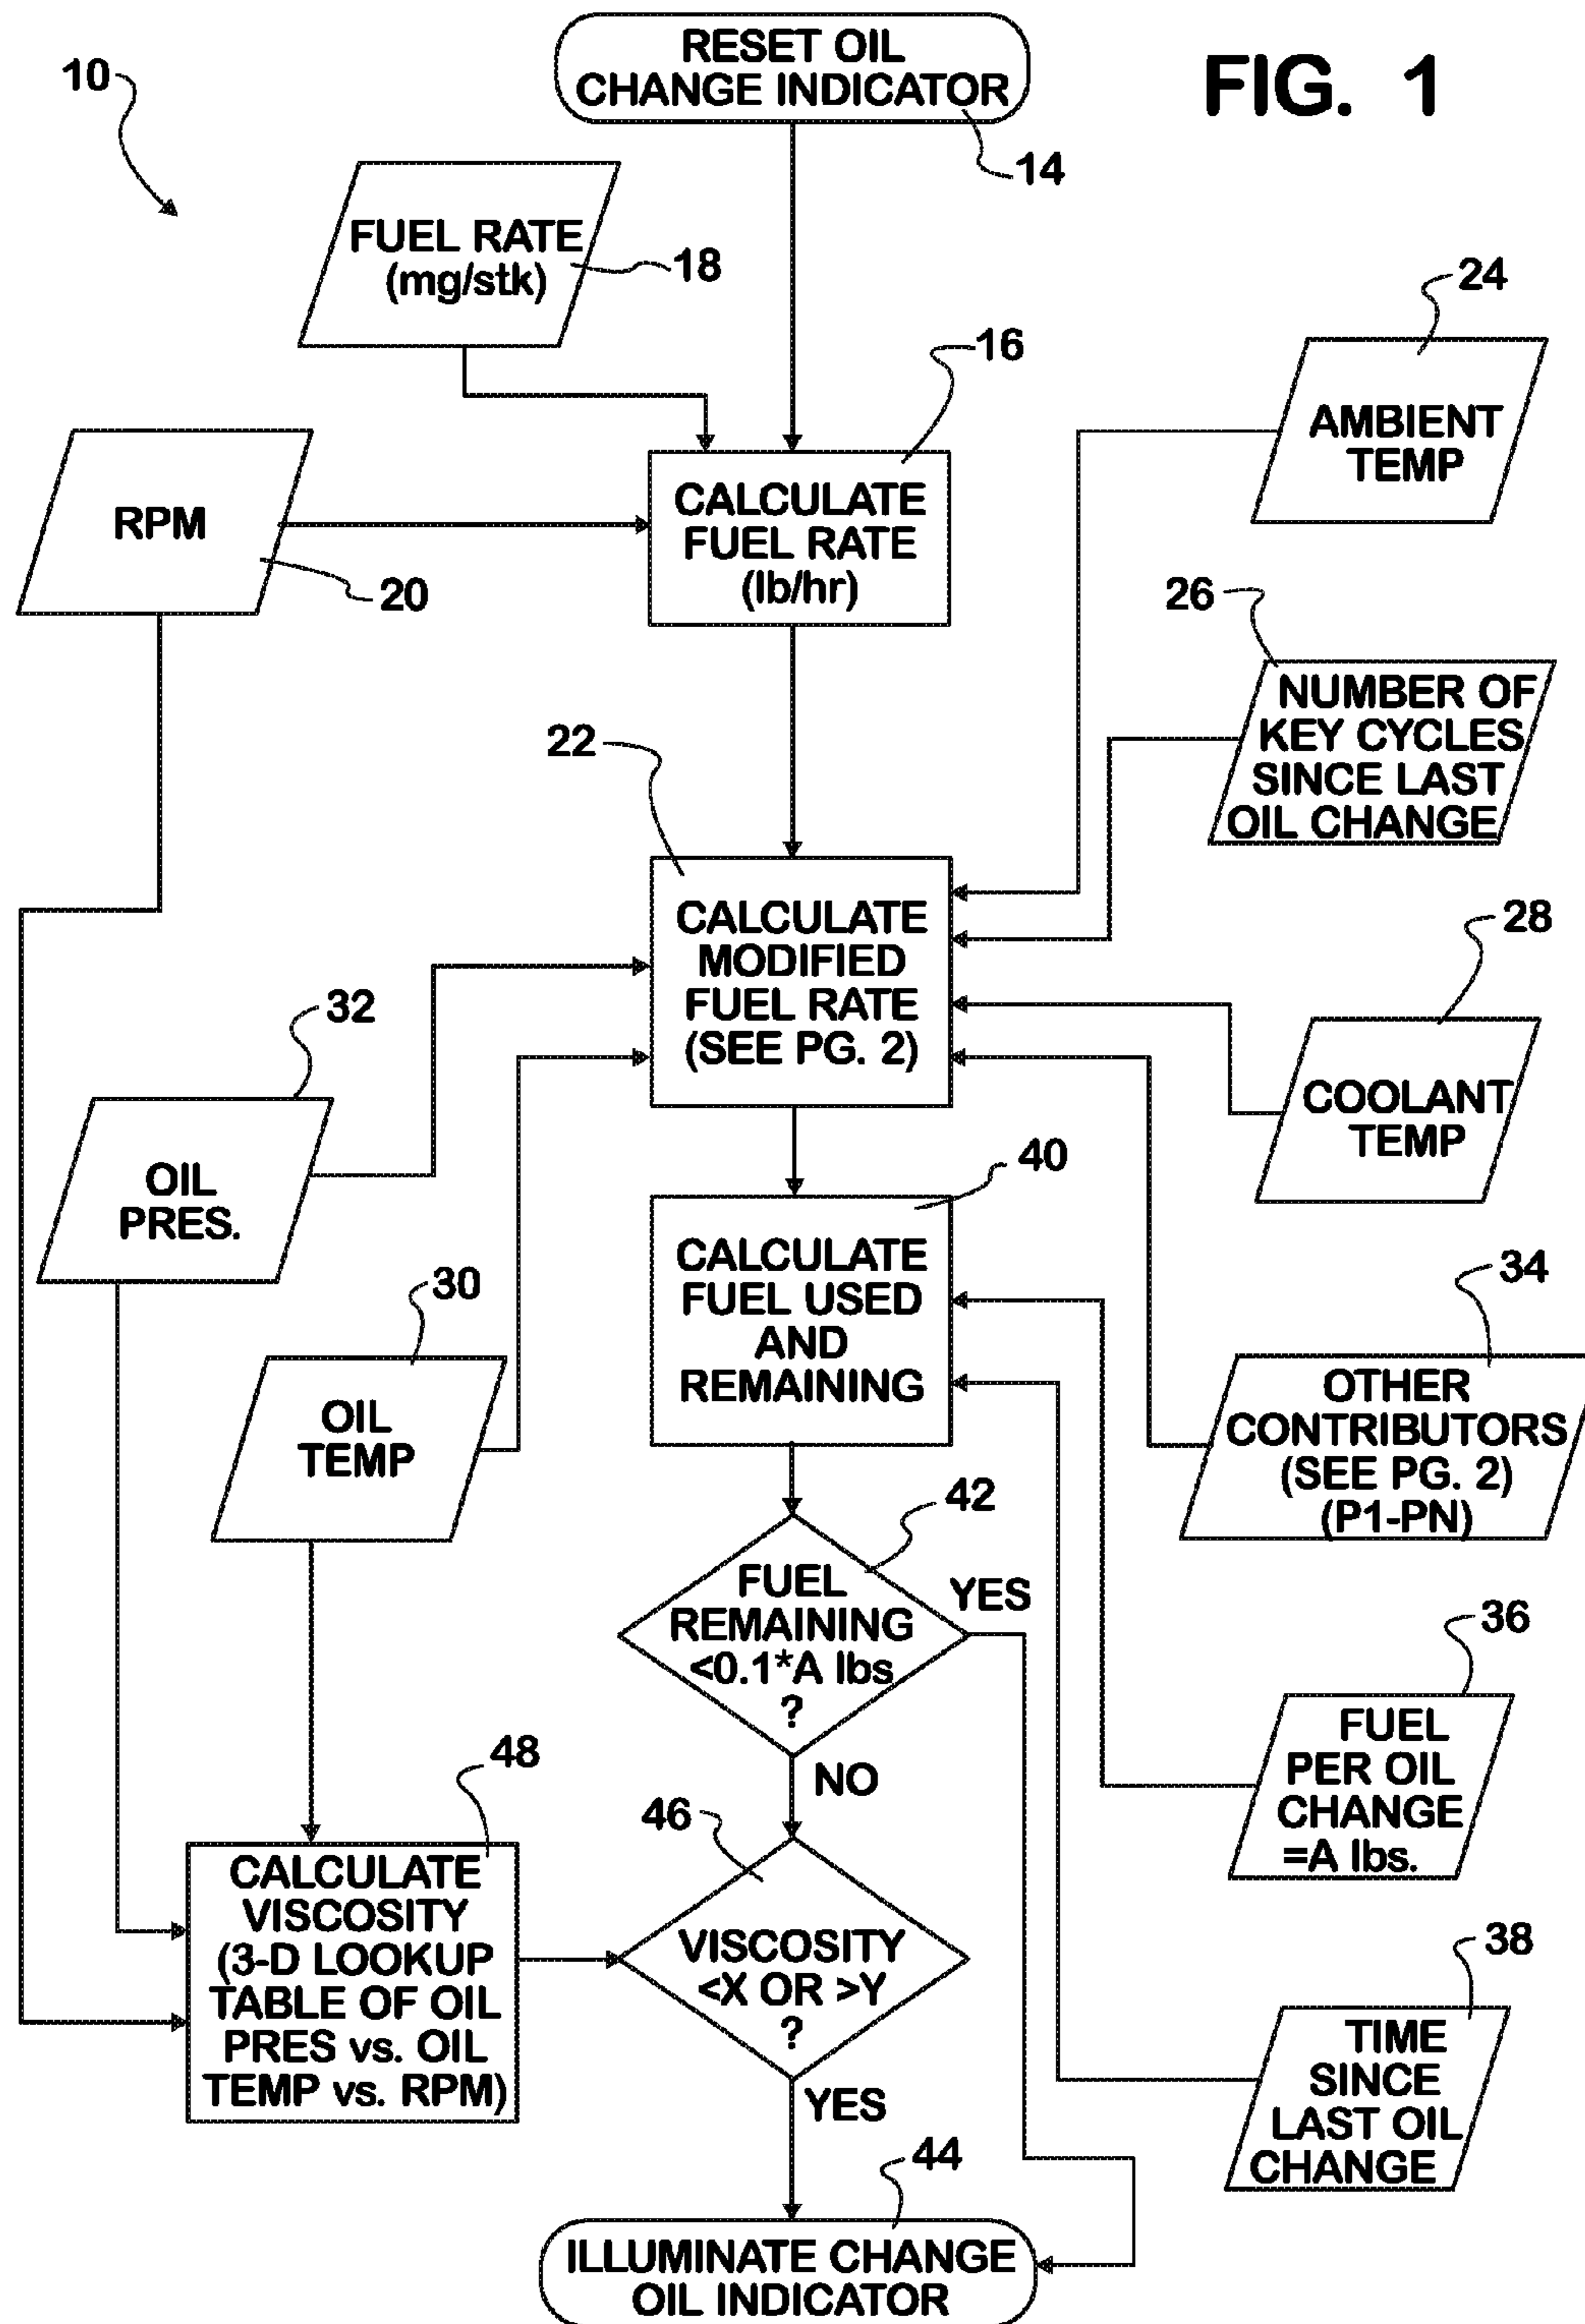 FIG. 1
10
RESET OIL
CHANGE INDICATOR
14
FUEL RATE
(mg/stk)
18
16
24
AMBIENT
TEMP
RPM
20
CALCULATE
FUEL RATE
(lb/hr)
26
NUMBER OF
KEY CYCLES
SINCE LAST
OIL CHANGE
22
CALCULATE
MODIFIED
FUEL RATE
(SEE PG. 2)
28
COOLANT
TEMP
32
OIL
PRES.
40
CALCULATE
FUEL USED
AND
REMAINING
30
OIL
TEMP
34
OTHER
CONTRIBUTORS
(SEE PG. 2)
(P1-PN)
42
FUEL
REMAINING
<0.1*A lbs
?
YES
NO
36
FUEL
PER OIL
CHANGE
=A lbs.
48
CALCULATE
VISCOSITY
(3-D LOOKUP
TABLE OF OIL
PRES vs. OIL
TEMP vs. RPM)
46
VISCOSITY
<X OR >Y
?
YES
38
TIME
SINCE
LAST OIL
CHANGE
44
ILLUMINATE CHANGE
OIL INDICATOR